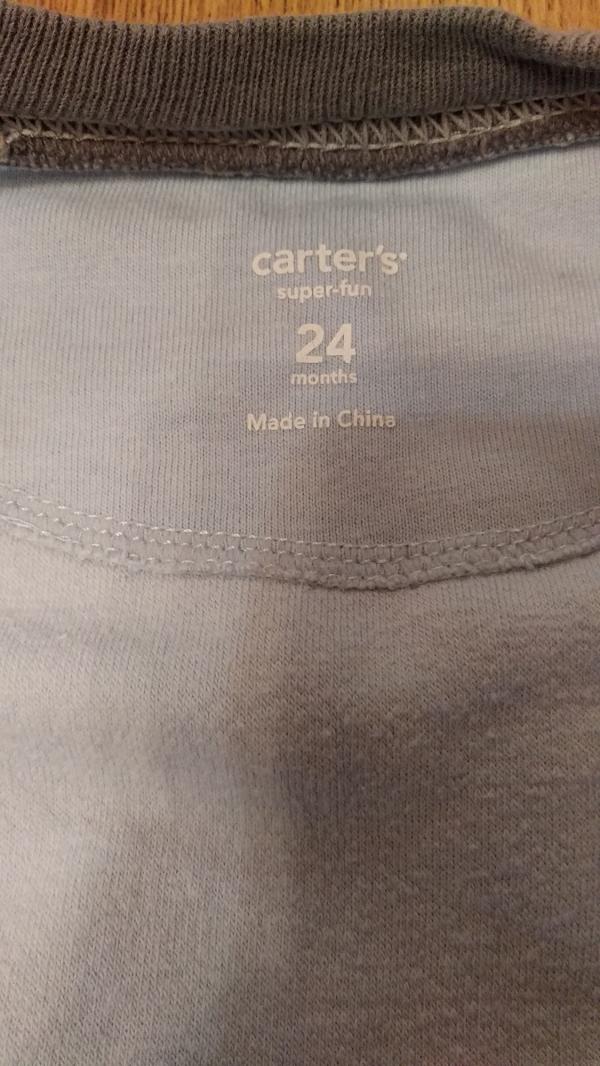 carter's
super-fun
24
months
Made in China